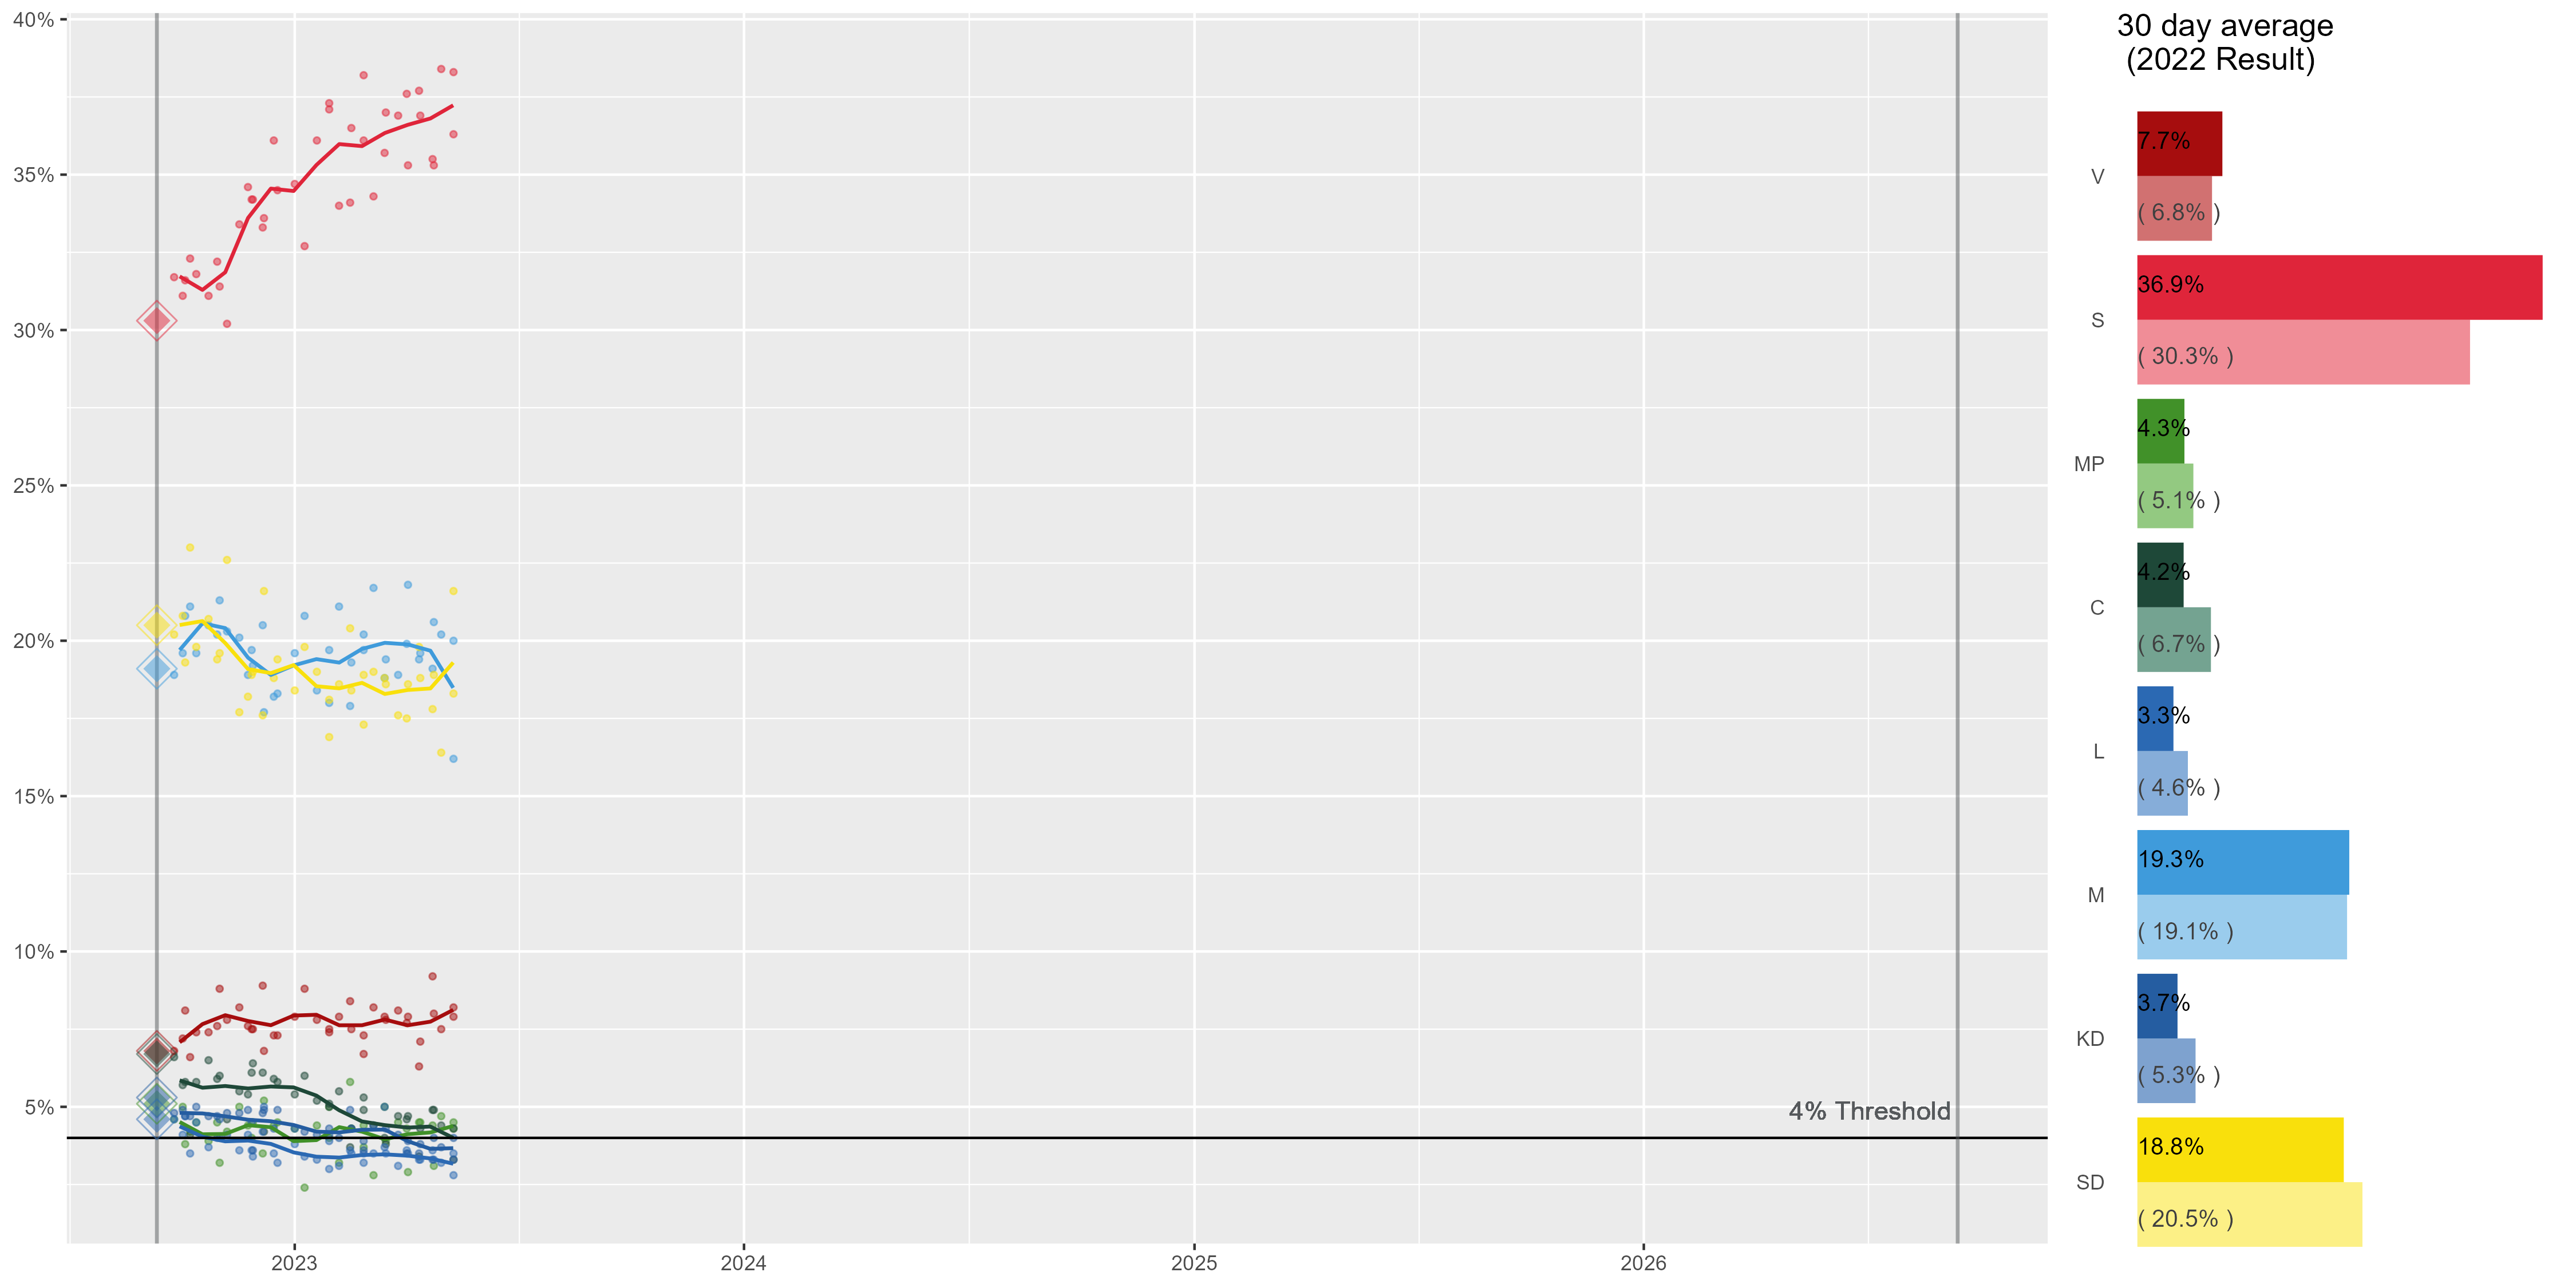 40%
35%
30%
25%
20%
15%
10%
5%
4% Threshold
2023
2024
2025
2026
30 day average
(2022 Result)
V
7.7%
( 6.8% )
S
36.9%
( 30.3% )
MP
4.3%
( 5.1% )
C
4.2%
( 6.7% )
L
3.3%
( 4.6% )
M
19.3%
( 19.1% )
KD
3.7%
( 5.3% )
SD
18.8%
( 20.5% )